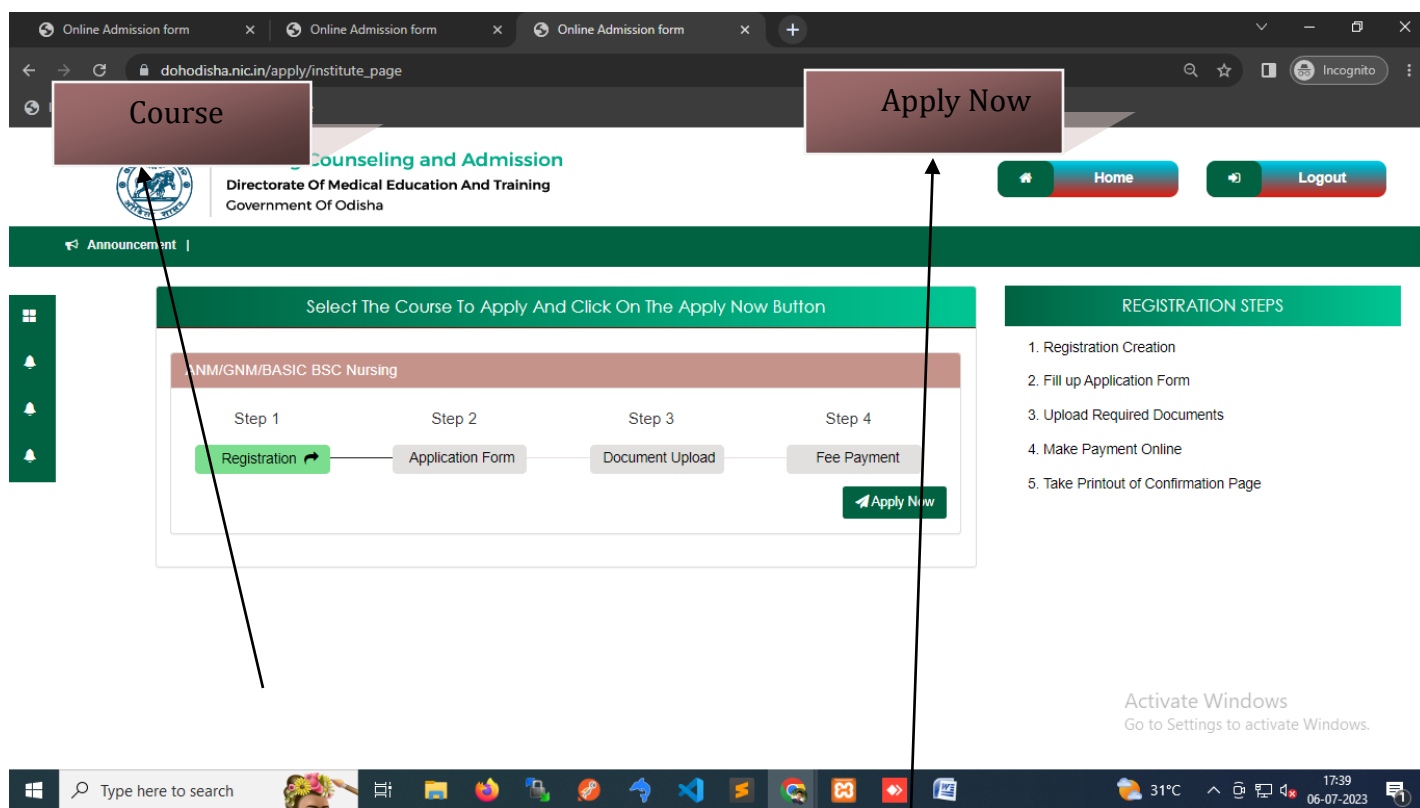 Online Admission form
Online Admission form
Online Admission form
dohodisha.nic.in/apply/institute_page
Incognito
Course
Apply Now
Counseling and Admission
Directorate Of Medical Education And Training
Government Of Odisha
Home
Logout
Announcement |
Select The Course To Apply And Click On The Apply Now Button
ANM/GNM/BASIC BSC Nursing
Step 1 Step 2 Step 3 Step 4
Registration Application Form Document Upload Fee Payment
Apply Now
REGISTRATION STEPS
1. Registration Creation
2. Fill up Application Form
3. Upload Required Documents
4. Make Payment Online
5. Take Printout of Confirmation Page
Activate Windows
Go to Settings to activate Windows.
Type here to search
31°C
17:39
06-07-2023
1